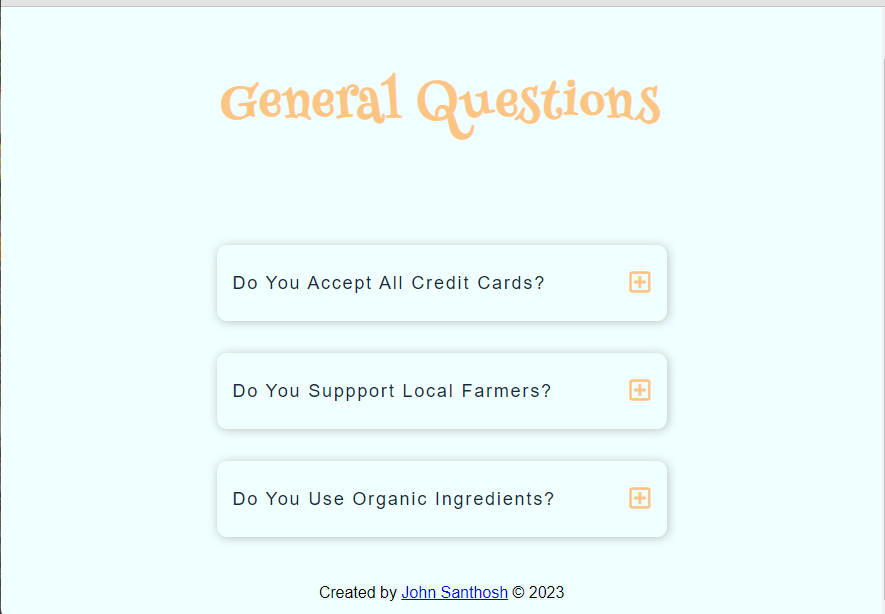 General Questions
Do You Accept All Credit Cards?
Do You Suppport Local Farmers?
Do You Use Organic Ingredients?
Created by John Santhosh © 2023